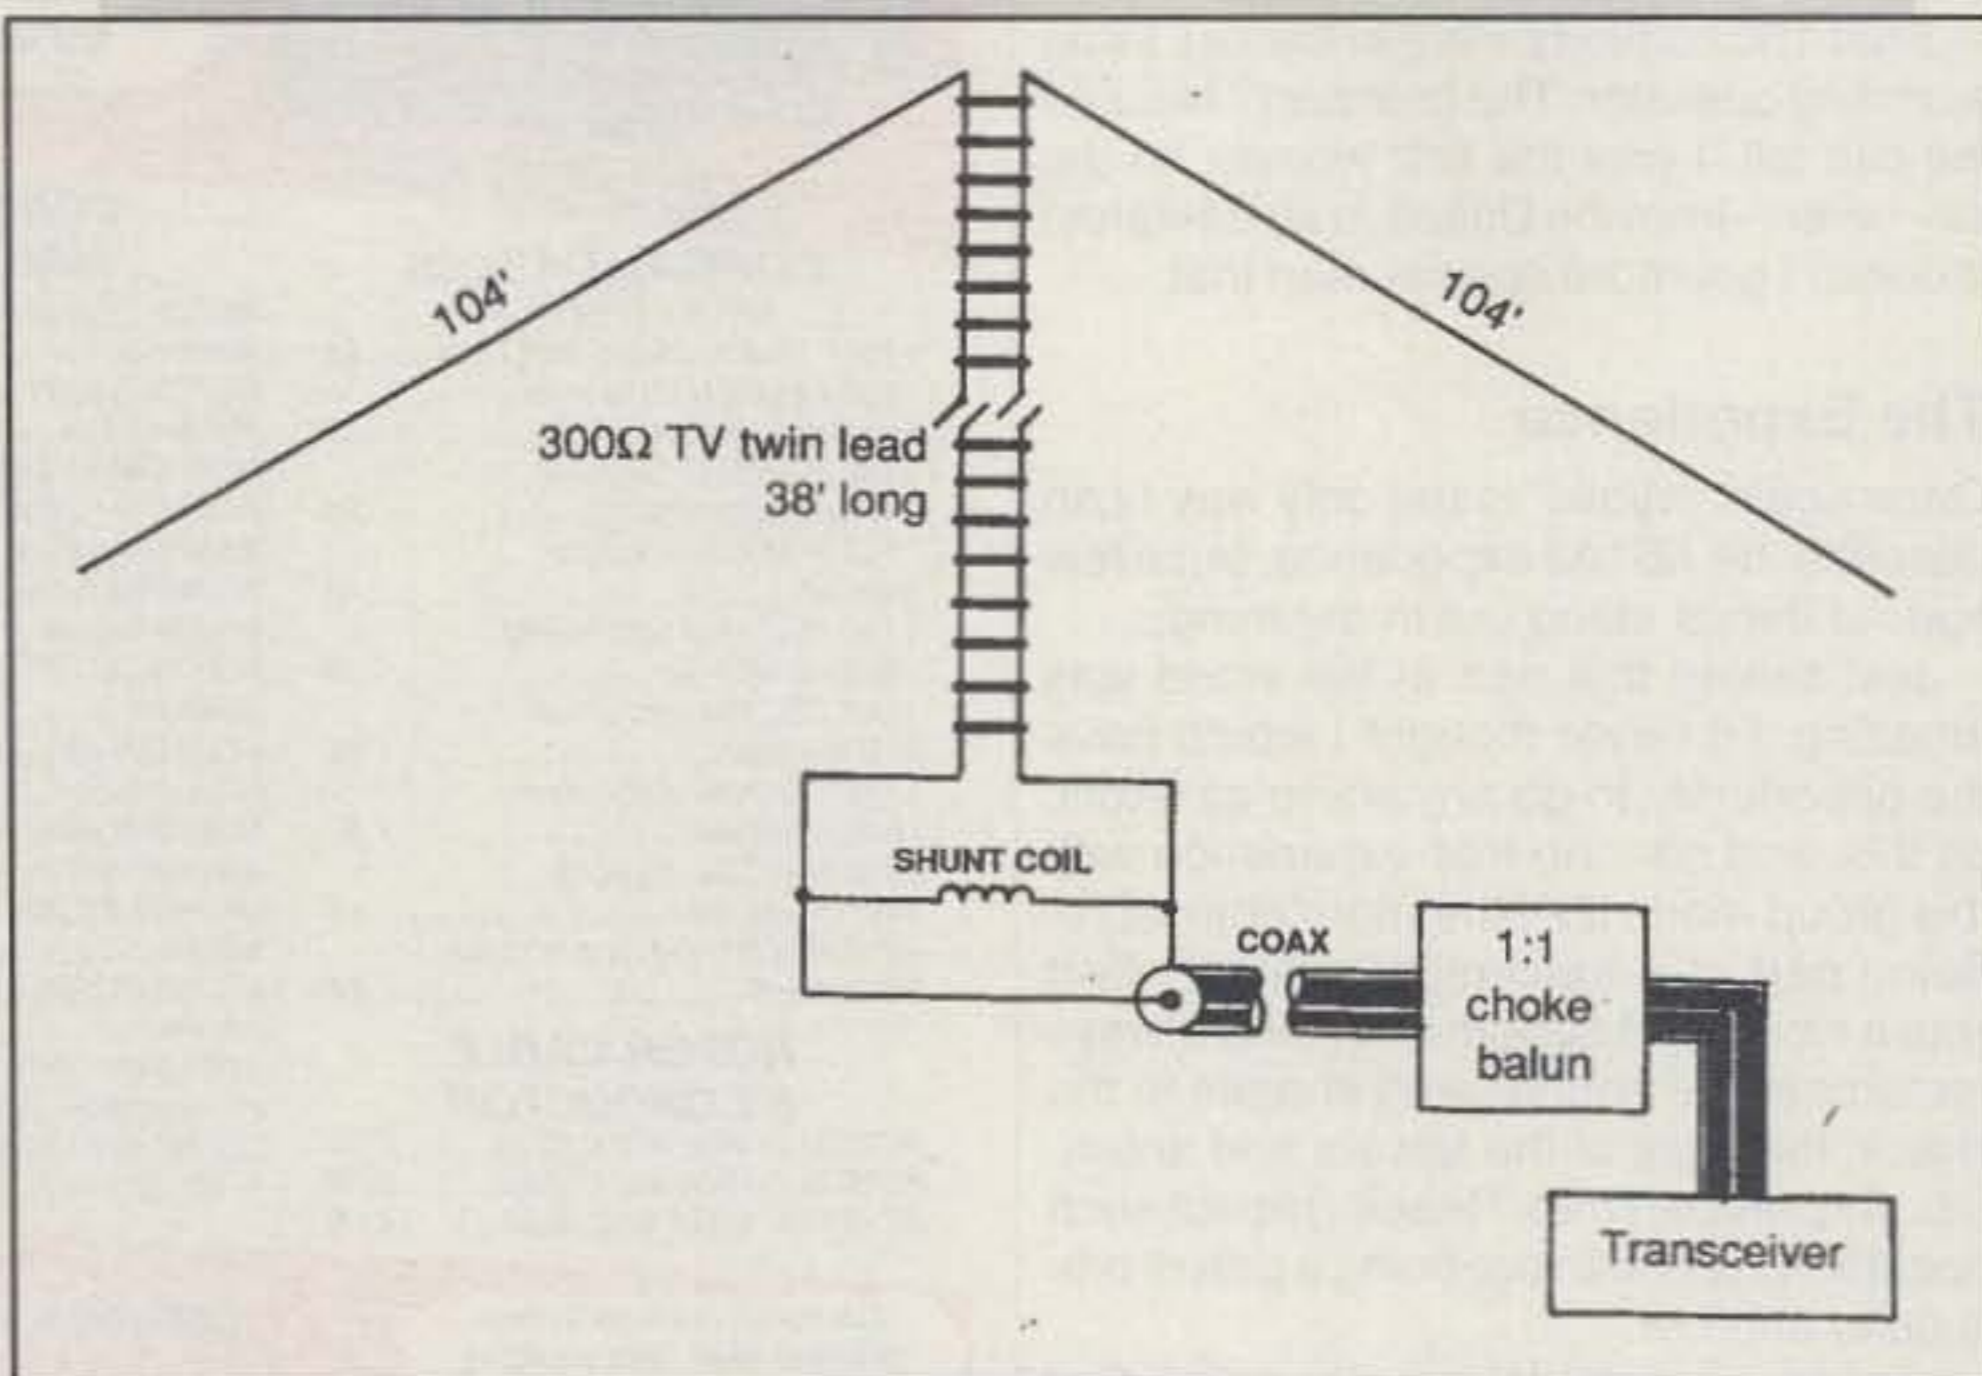 104'
104'
300Ω TV twin lead
38' long
SHUNT COIL
COAX
1:1
choke
balun
Transceiver